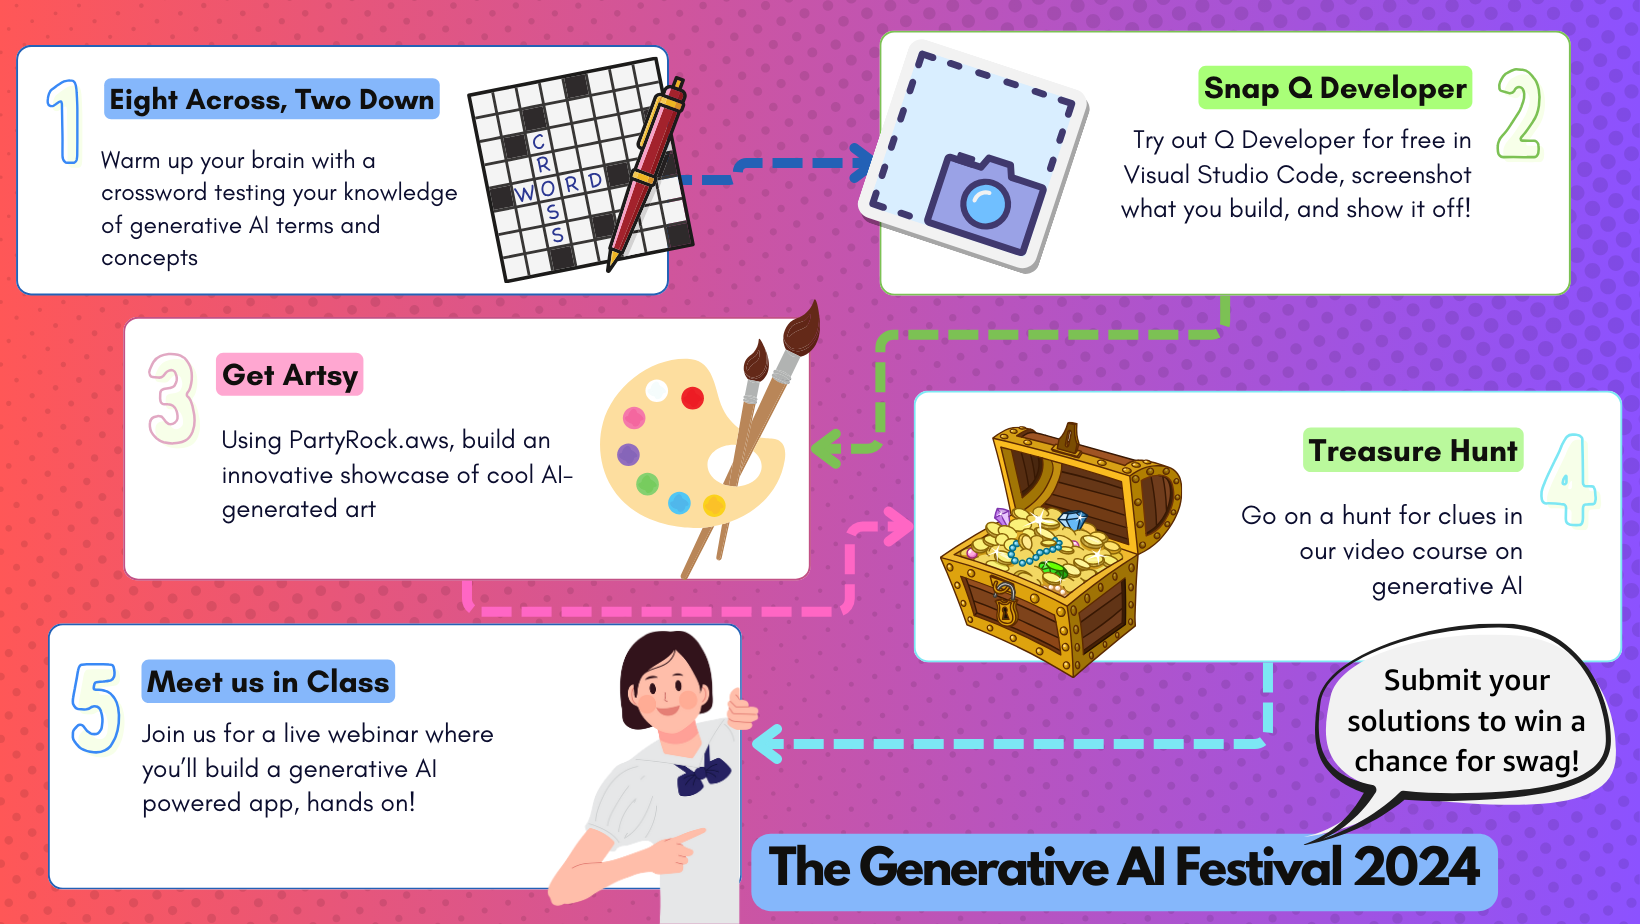 1
Eight Across, Two Down
Warm up your brain with a
crossword testing your knowledge
of generative AI terms and
concepts
C
R
WORD
S
S
2
Snap Q Developer
Try out Q Developer for free in
Visual Studio Code, screenshot
what you build, and show it off!
3
Get Artsy
Using PartyRock.aws, build an
innovative showcase of cool AI-
generated art
4
Treasure Hunt
Go on a hunt for clues in
our video course on
generative AI
5
Meet us in Class
Join us for a live webinar where
you’ll build a generative AI
powered app, hands on!
Submit your
solutions to win a
chance for swag!
The Generative AI Festival 2024